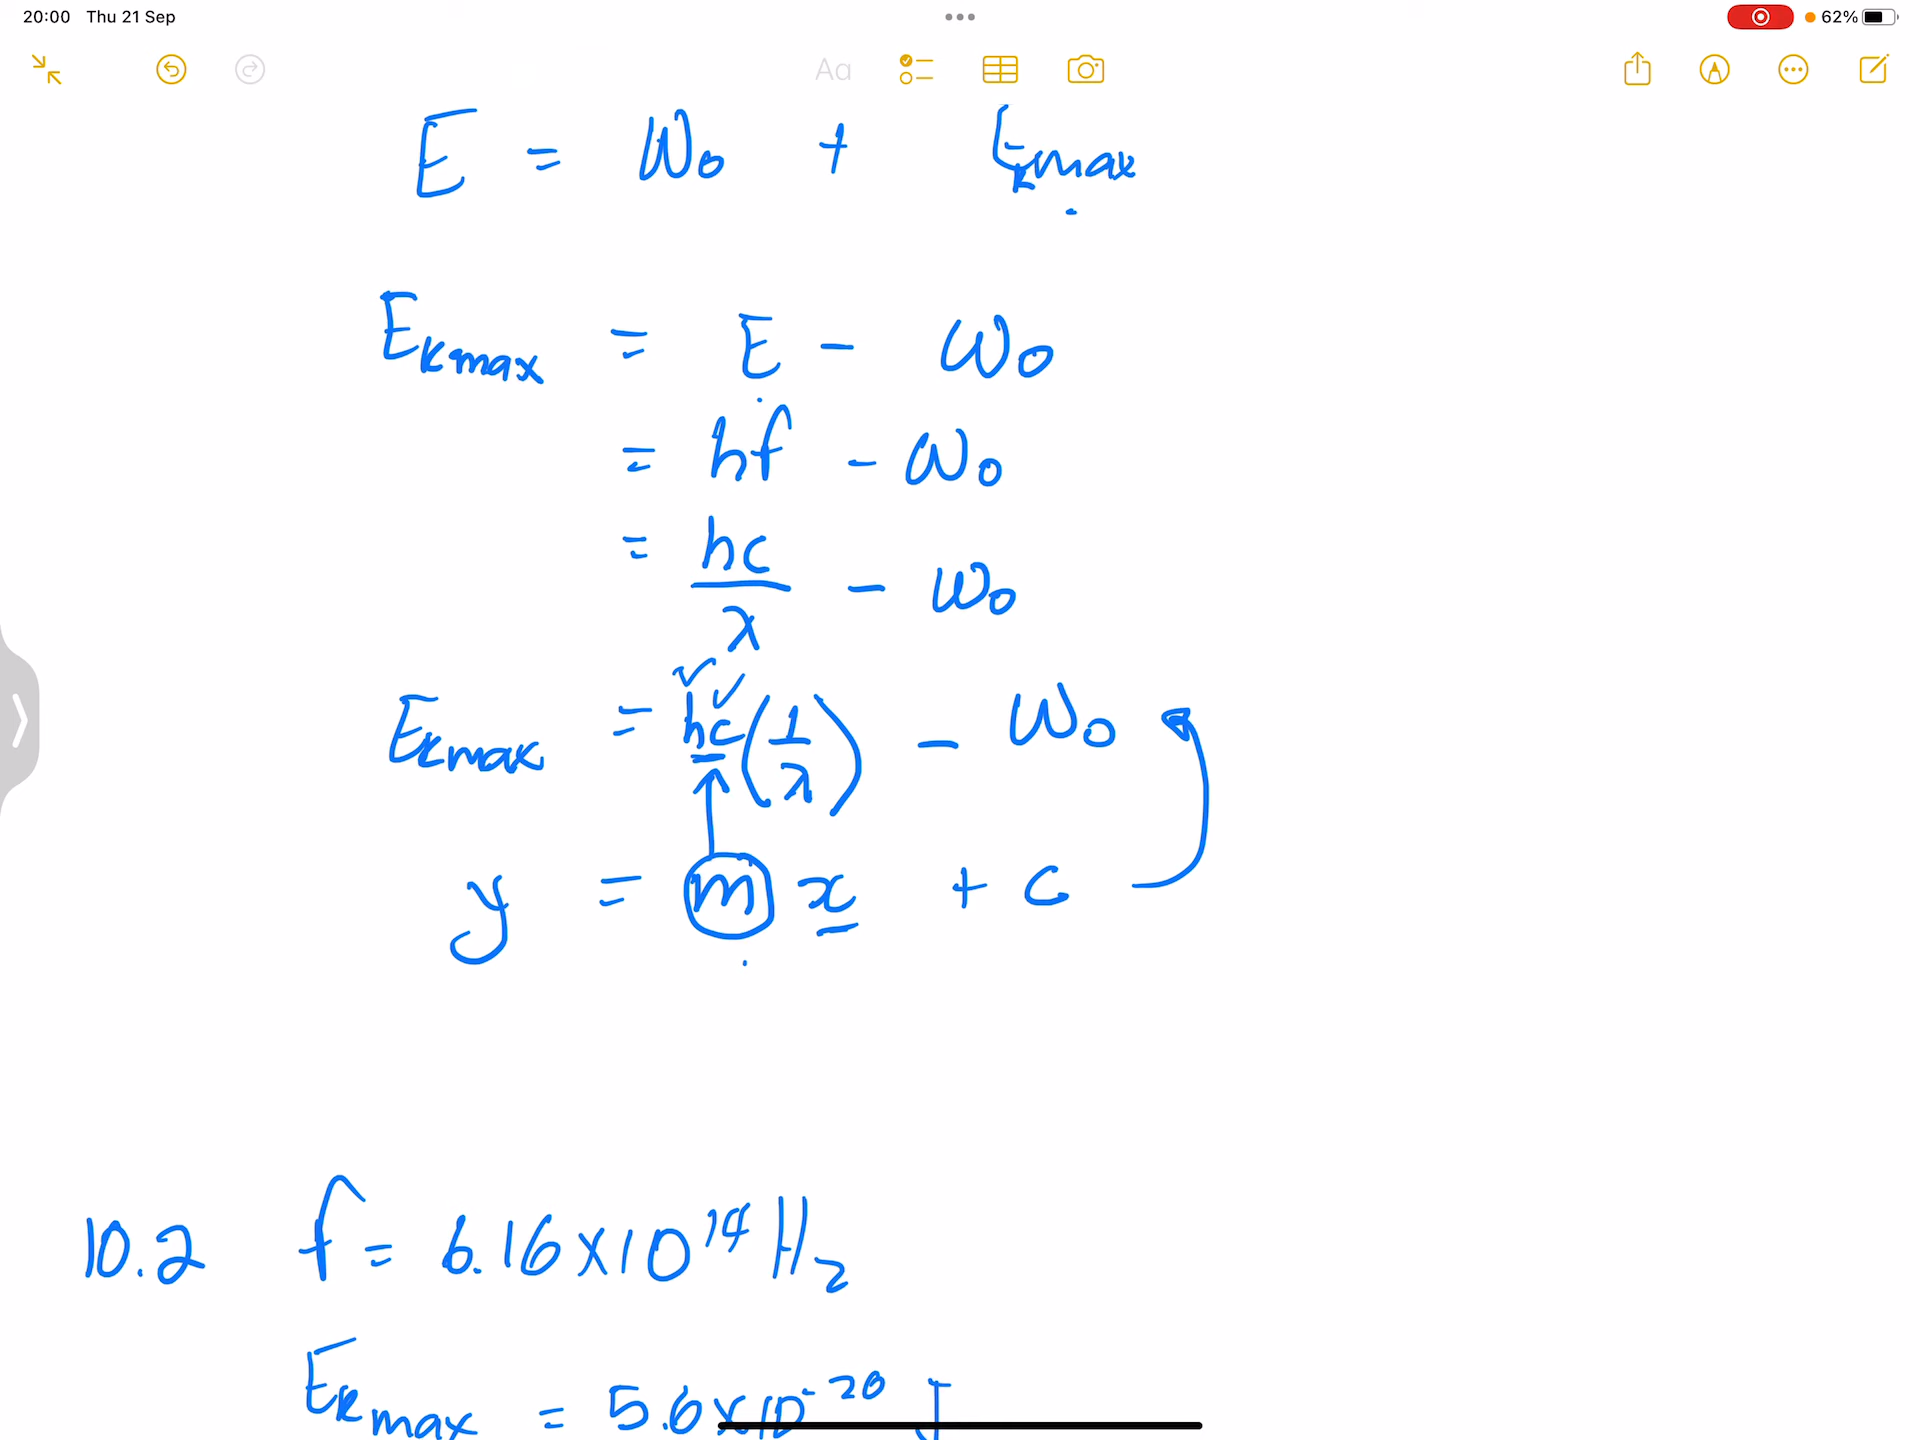 20:00 Thu 21 Sep 62%
Aa
E = W₀ + Eₖmax
Eₖmax = E - W₀
= hf - W₀
= hc/λ - W₀
Eₖmax = hc(1/λ) - W₀
y = mx + c
10.2 f = 6.16×10¹⁴ Hz
Eₖmax = 5.6×10⁻²⁰ J